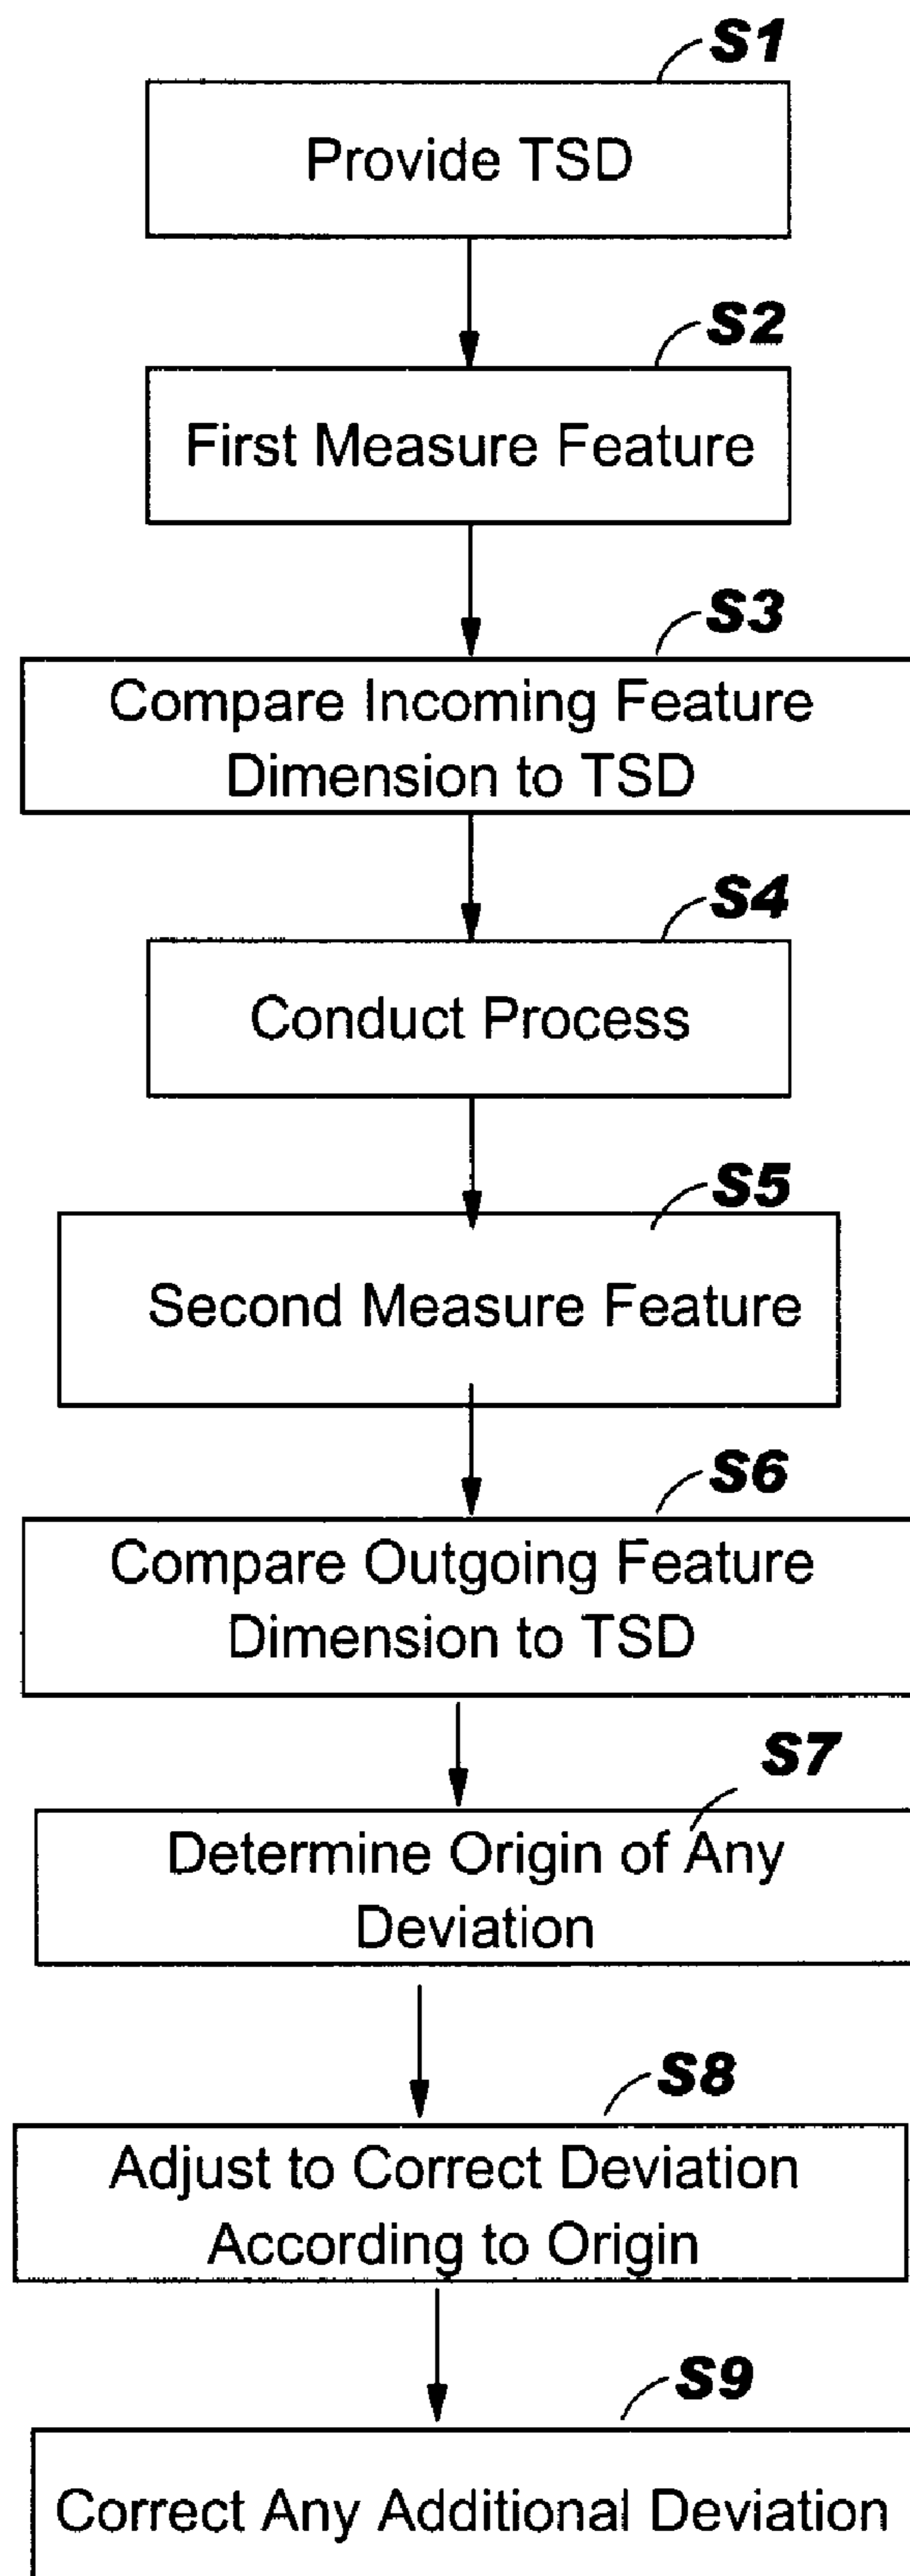 S1
Provide TSD
S2
First Measure Feature
S3
Compare Incoming Feature
Dimension to TSD
S4
Conduct Process
S5
Second Measure Feature
S6
Compare Outgoing Feature
Dimension to TSD
S7
Determine Origin of Any
Deviation
S8
Adjust to Correct Deviation
According to Origin
S9
Correct Any Additional Deviation